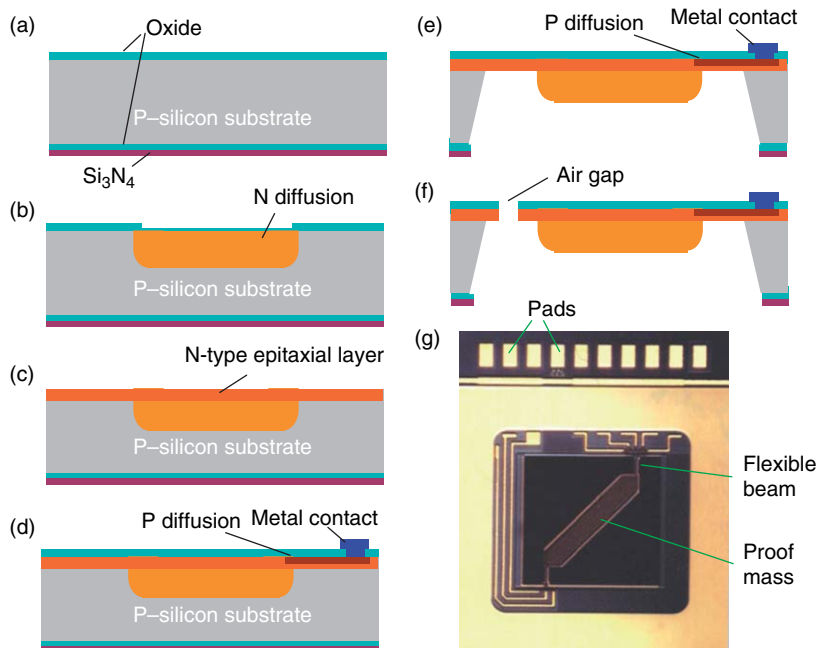 (a)
Oxide
P–silicon substrate
Si3N4
(b)
N diffusion
P–silicon substrate
(c)
N-type epitaxial layer
P–silicon substrate
(d)
P diffusion
Metal contact
P–silicon substrate
(e)
P diffusion
Metal contact
(f)
Air gap
(g)
Pads
Flexible
beam
Proof
mass